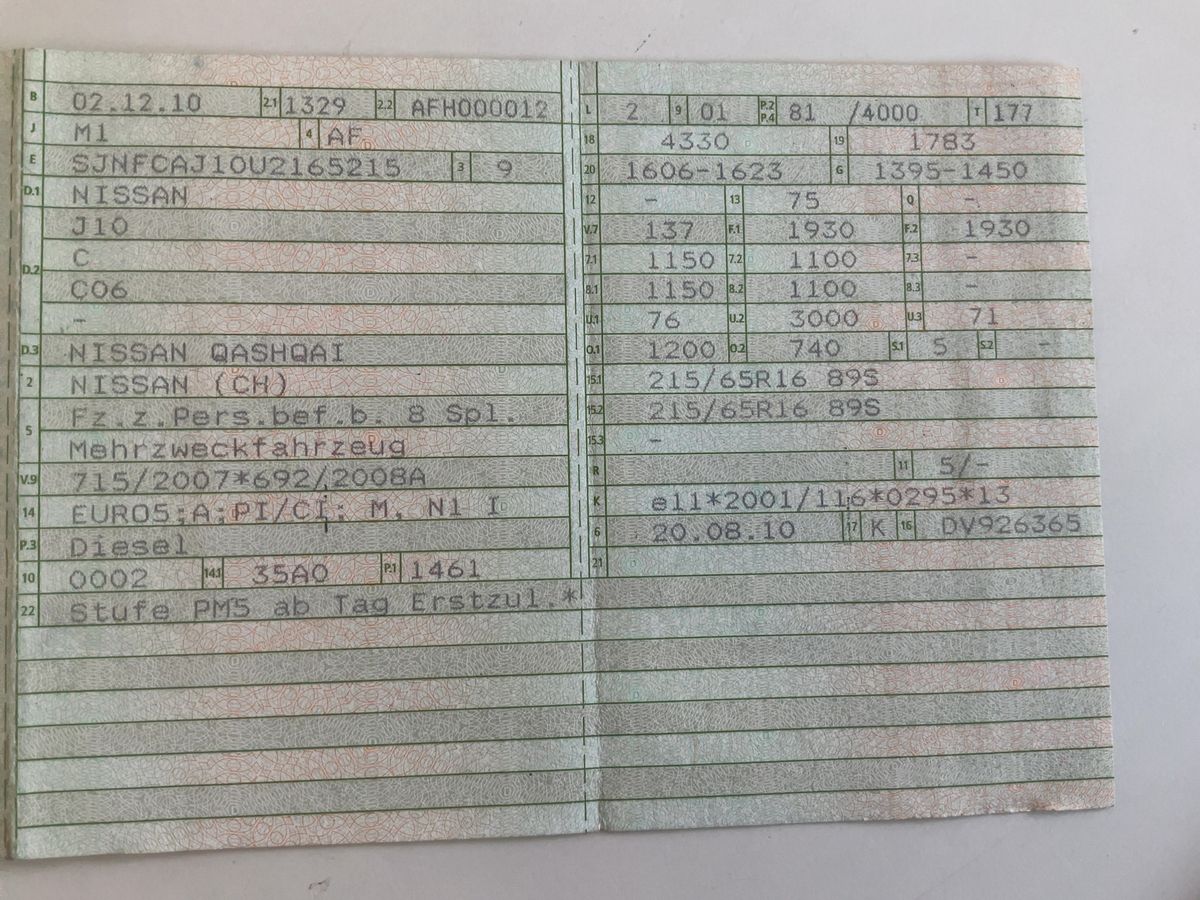 B 02.12.10 2.1 1329 2.2 AFH000012
J M1 4 AF
E SJNFCAJ10U2165215 3 9
D.1 NISSAN
J10
D.2 C
C06
-
D.3 NISSAN QASHQAI
2 NISSAN (CH)
5 Fz.z.Pers.bef.b. 8 Spl.
Mehrzweckfahrzeug
V.9 715/2007*692/2008A
14 EURO5;A;PI/CI; M, N1 I
P.3 Diesel
10 0002 14.1 35A0 P.1 1461
22 Stufe PM5 ab Tag Erstzul.*
L 2 9 01 P.2 P.4 81 /4000 T 177
18 4330 19 1783
20 1606-1623 G 1395-1450
12 - 13 75 Q -
V.7 137 F.1 1930 F.2 1930
7.1 1150 7.2 1100 7.3 -
8.1 1150 8.2 1100 8.3 -
U.1 76 U.2 3000 U.3 71
O.1 1200 O.2 740 S.1 5 S.2 -
15.1 215/65R16 89S
15.2 215/65R16 89S
15.3 -
R 11 5/-
K e11*2001/116*0295*13
6 20.08.10 17 K 16 DV926365
21